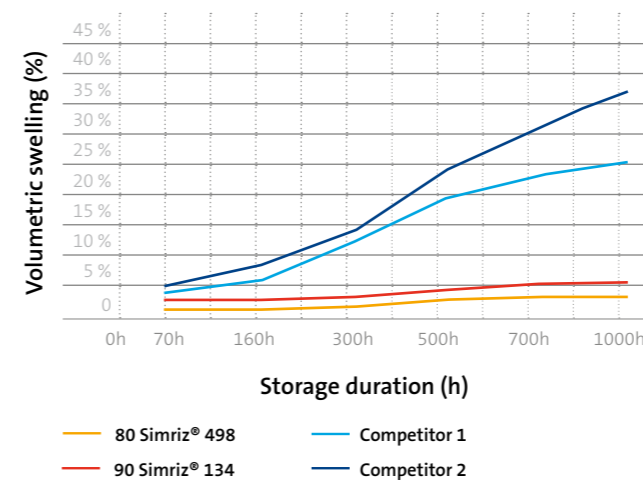 Volumetric swelling (%)
45 %
40 %
35 %
30 %
25 %
20 %
15 %
10 %
5 %
0
0h 70h 160h 300h 500h 700h 1000h
Storage duration (h)
80 Simriz® 498 Competitor 1
90 Simriz® 134 Competitor 2